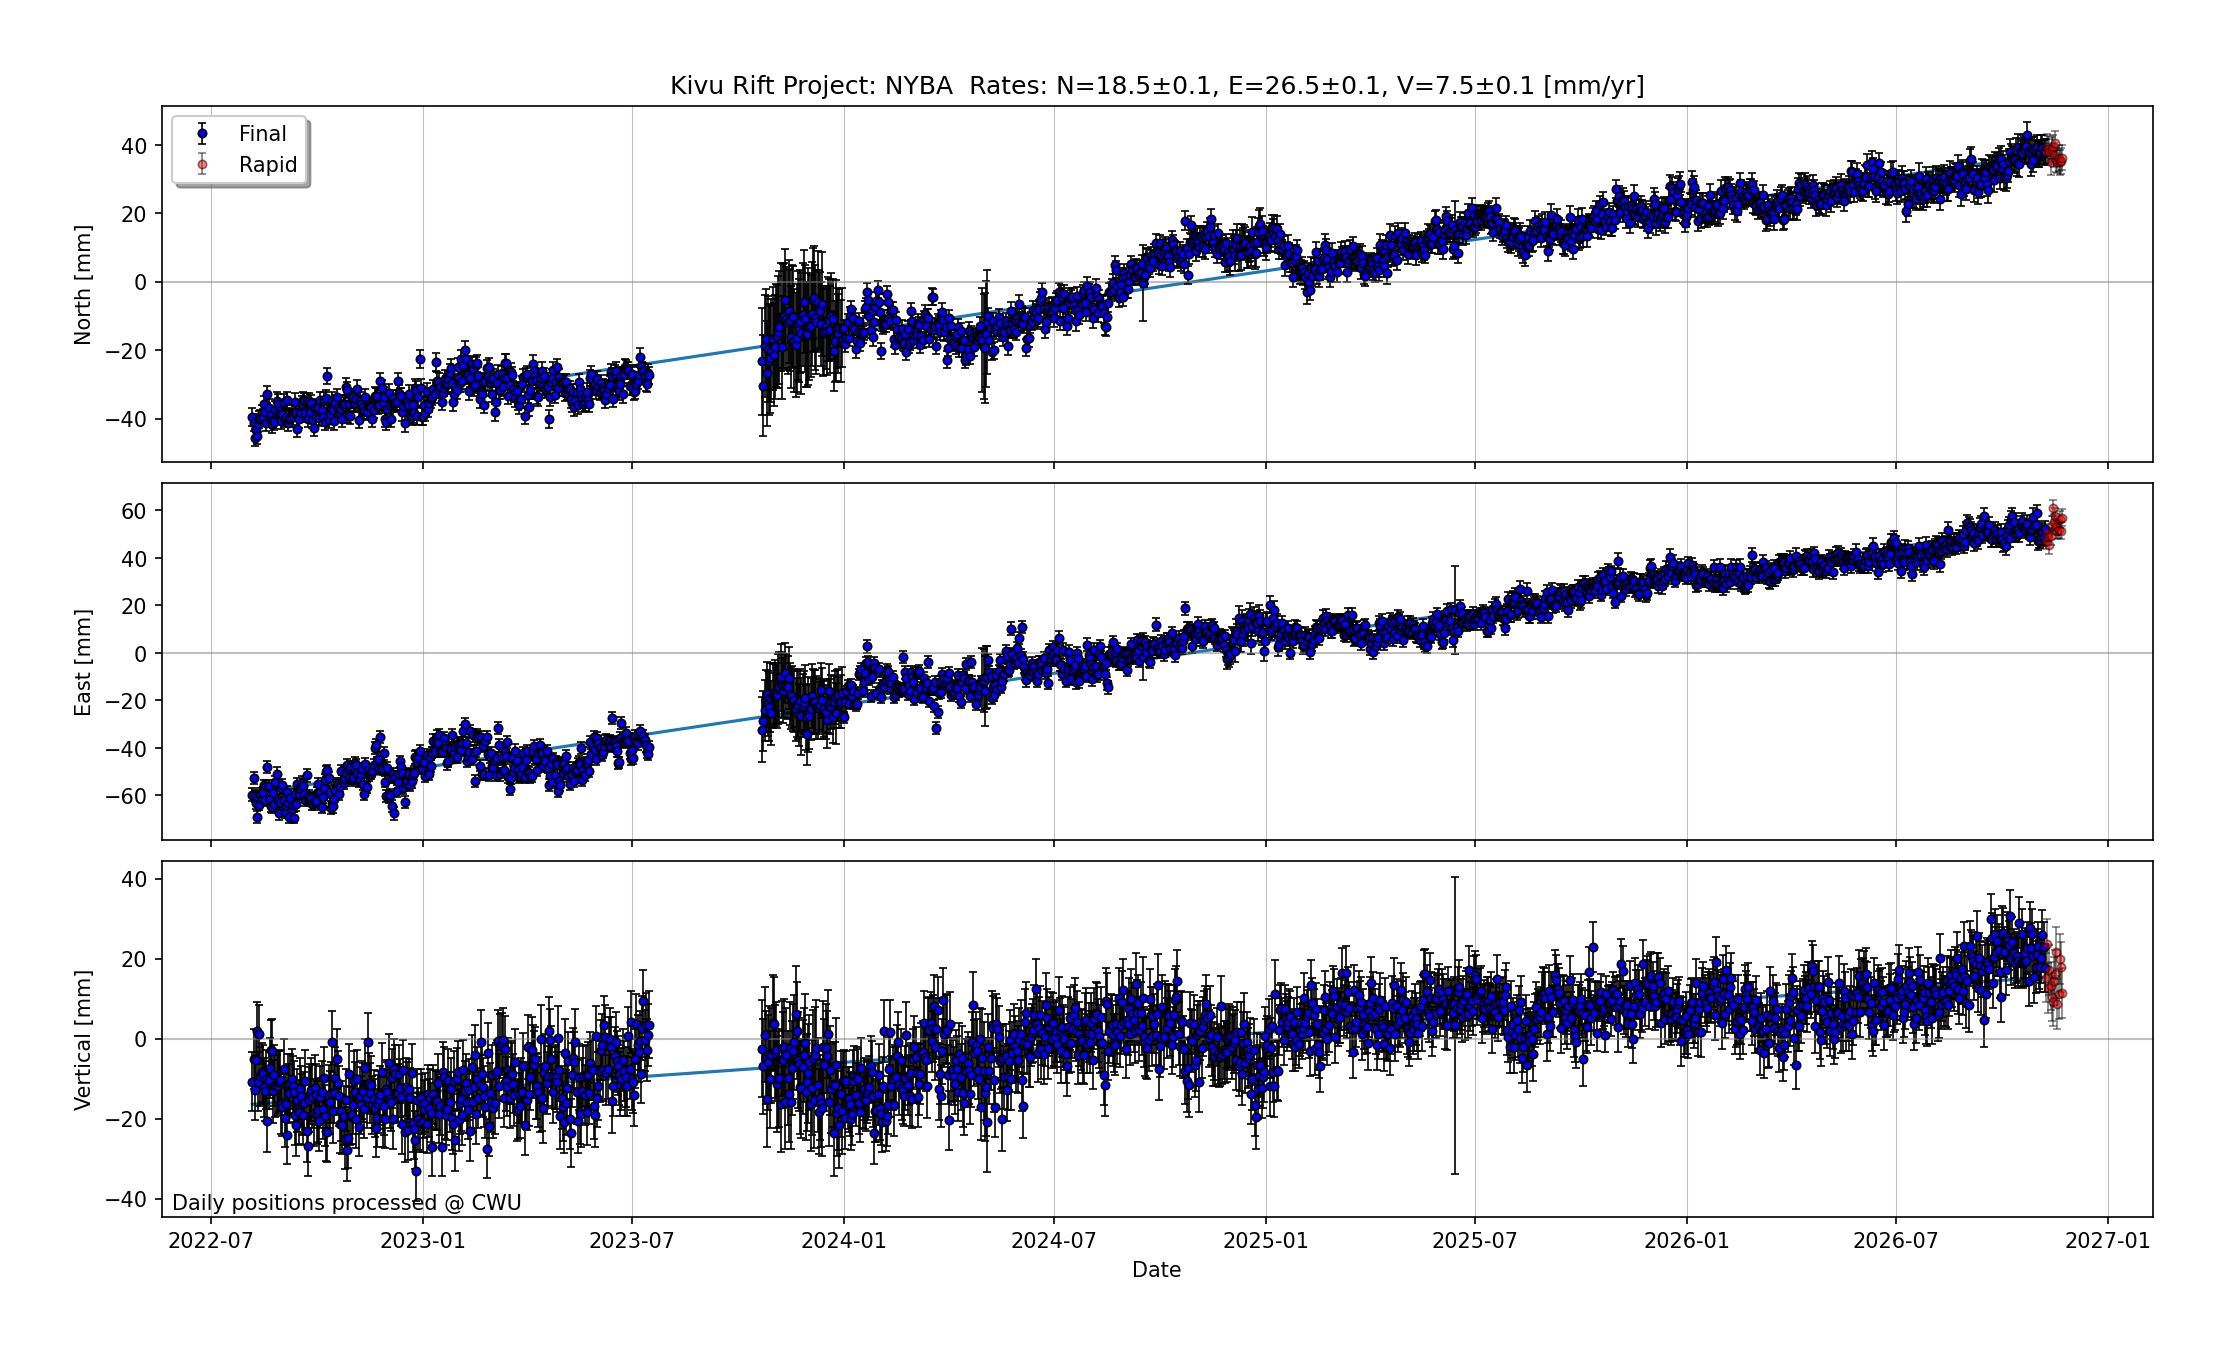 Kivu Rift Project: NYBA  Rates: N=18.5±0.1, E=26.5±0.1, V=7.5±0.1 [mm/yr]
Final
Rapid
40
20
0
−20
−40
North [mm]
60
40
20
0
−20
−40
−60
East [mm]
40
20
0
−20
−40
Vertical [mm]
Daily positions processed @ CWU
2022-07 2023-01 2023-07 2024-01 2024-07 2025-01 2025-07 2026-01 2026-07 2027-01
Date